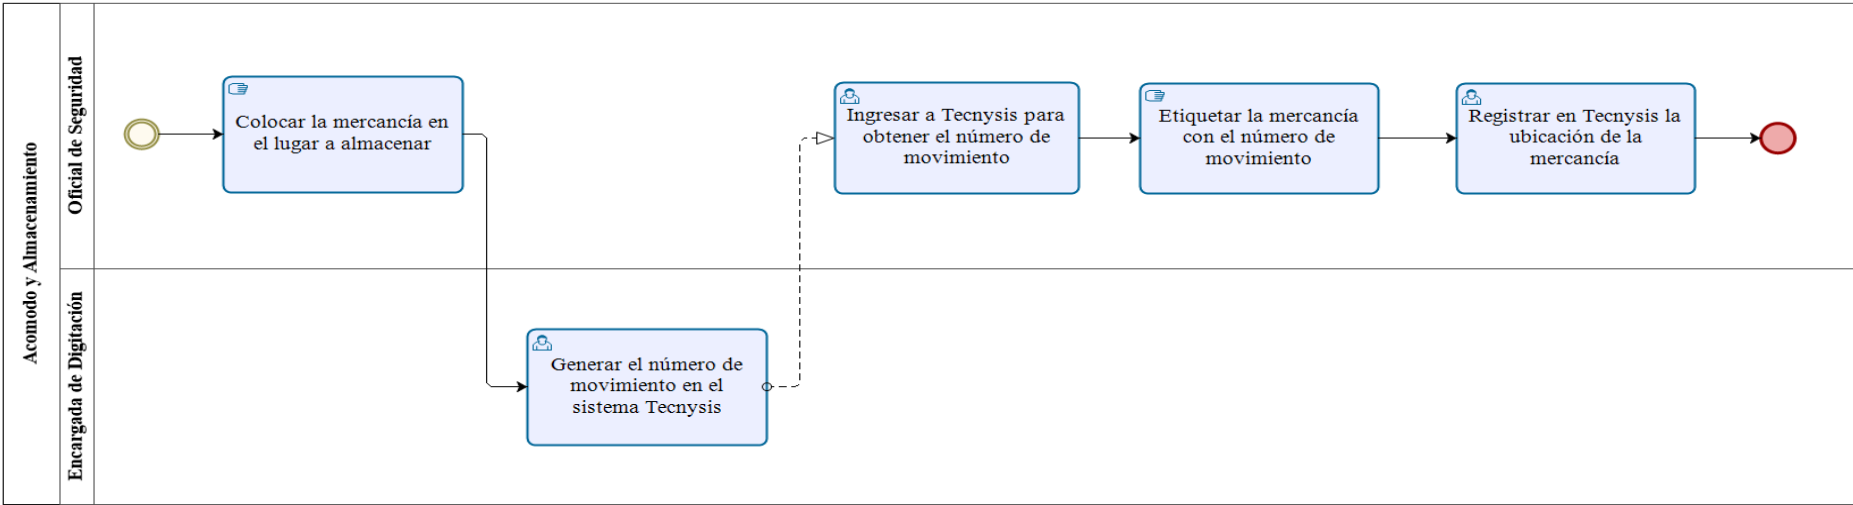 Acomodo y Almacenamiento
Oficial de Seguridad
Colocar la mercancía en
el lugar a almacenar
Ingresar a Tecnysis para
obtener el número de
movimiento
Etiquetar la mercancía
con el número de
movimiento
Registrar en Tecnysis la
ubicación de la
mercancía
Encargada de Digitación
Generar el número de
movimiento en el
sistema Tecnysis